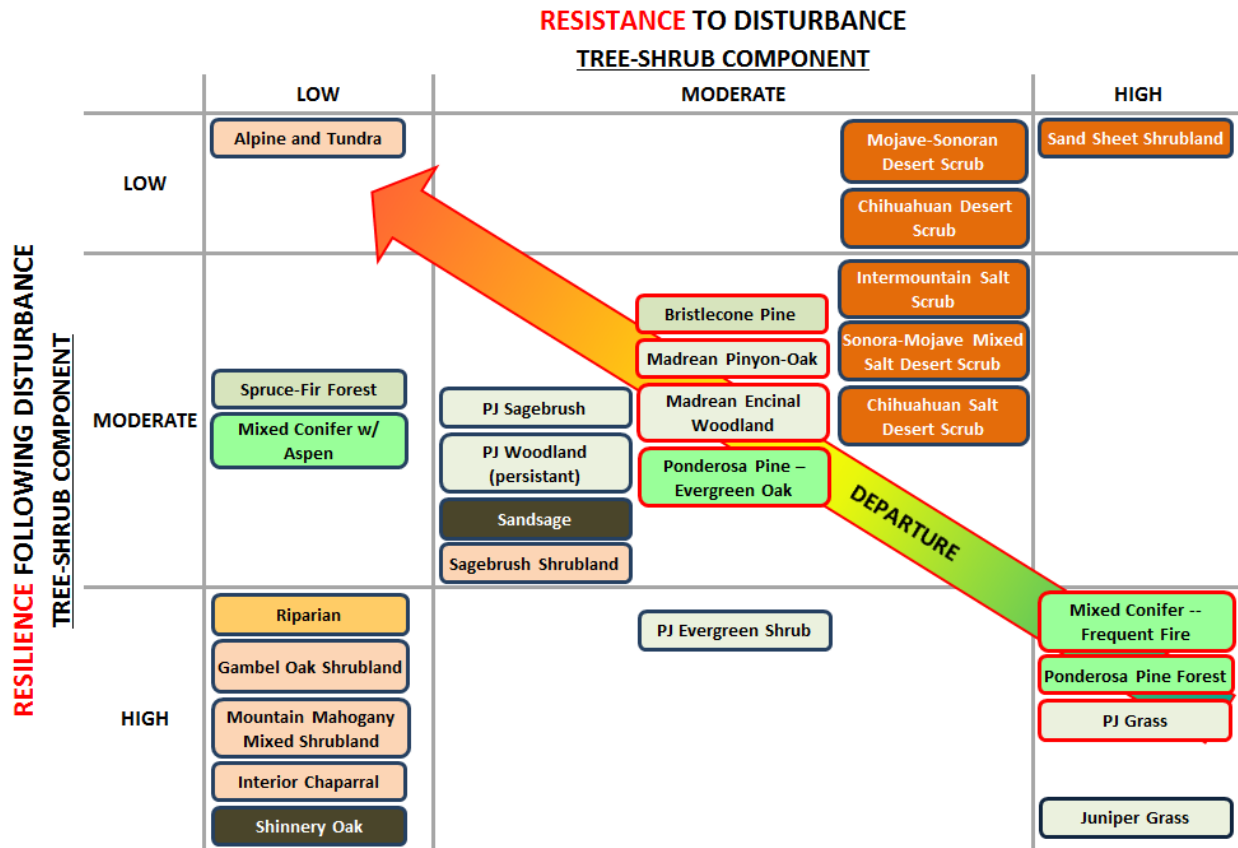 RESISTANCE TO DISTURBANCE
TREE-SHRUB COMPONENT
LOW
MODERATE
HIGH
RESILIENCE FOLLOWING DISTURBANCE
TREE-SHRUB COMPONENT
LOW
Alpine and Tundra
Mojave-Sonoran
Desert Scrub
Chihuahuan Desert
Scrub
Sand Sheet Shrubland
MODERATE
Spruce-Fir Forest
Mixed Conifer w/
Aspen
PJ Sagebrush
PJ Woodland
(persistant)
Sandsage
Sagebrush Shrubland
Bristlecone Pine
Madrean Pinyon-Oak
Madrean Encinal
Woodland
Ponderosa Pine –
Evergreen Oak
Intermountain Salt
Scrub
Sonora-Mojave Mixed
Salt Desert Scrub
Chihuahuan Salt
Desert Scrub
DEPARTURE
HIGH
Riparian
Gambel Oak Shrubland
Mountain Mahogany
Mixed Shrubland
Interior Chaparral
Shinnery Oak
PJ Evergreen Shrub
Mixed Conifer --
Frequent Fire
Ponderosa Pine Forest
PJ Grass
Juniper Grass